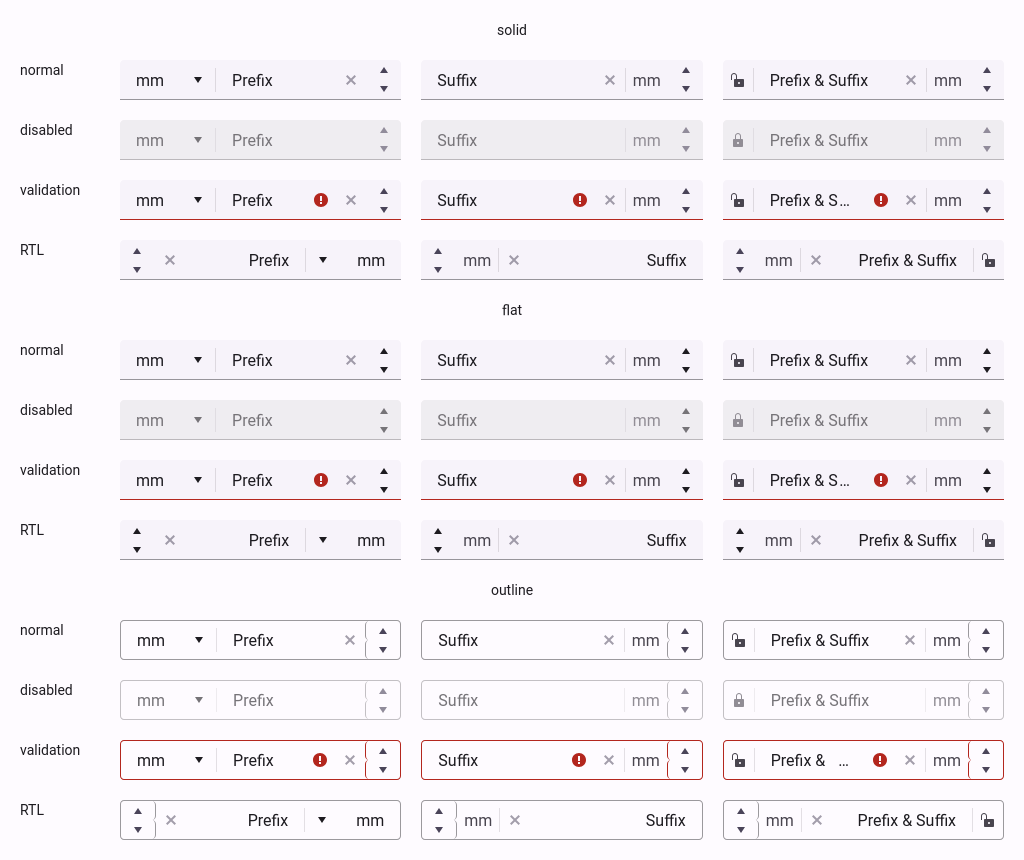 solid
normal mm Prefix Suffix mm Prefix & Suffix mm
disabled mm Prefix Suffix mm Prefix & Suffix mm
validation mm Prefix Suffix mm Prefix & S... mm
RTL Prefix mm mm Suffix mm Prefix & Suffix
flat
normal mm Prefix Suffix mm Prefix & Suffix mm
disabled mm Prefix Suffix mm Prefix & Suffix mm
validation mm Prefix Suffix mm Prefix & S... mm
RTL Prefix mm mm Suffix mm Prefix & Suffix
outline
normal mm Prefix Suffix mm Prefix & Suffix mm
disabled mm Prefix Suffix mm Prefix & Suffix mm
validation mm Prefix Suffix mm Prefix & ... mm
RTL Prefix mm mm Suffix mm Prefix & Suffix